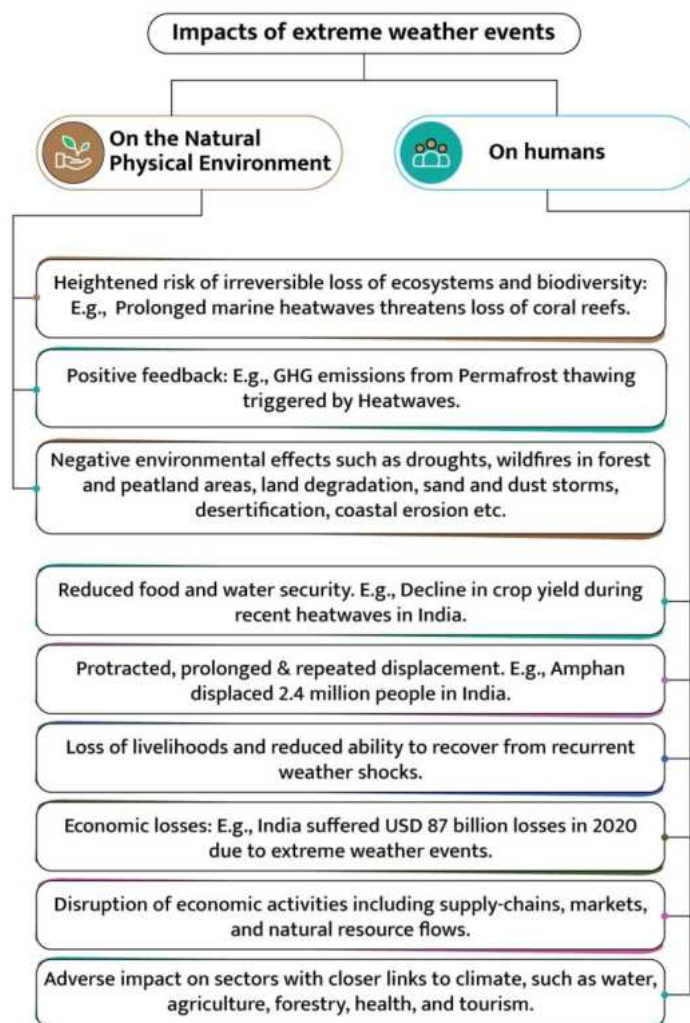 Impacts of extreme weather events
On the Natural
Physical Environment
On humans
Heightened risk of irreversible loss of ecosystems and biodiversity:
E.g., Prolonged marine heatwaves threatens loss of coral reefs.
Positive feedback: E.g., GHG emissions from Permafrost thawing
triggered by Heatwaves.
Negative environmental effects such as droughts, wildfires in forest
and peatland areas, land degradation, sand and dust storms,
desertification, coastal erosion etc.
Reduced food and water security. E.g., Decline in crop yield during
recent heatwaves in India.
Protracted, prolonged & repeated displacement. E.g., Amphan
displaced 2.4 million people in India.
Loss of livelihoods and reduced ability to recover from recurrent
weather shocks.
Economic losses: E.g., India suffered USD 87 billion losses in 2020
due to extreme weather events.
Disruption of economic activities including supply-chains, markets,
and natural resource flows.
Adverse impact on sectors with closer links to climate, such as water,
agriculture, forestry, health, and tourism.